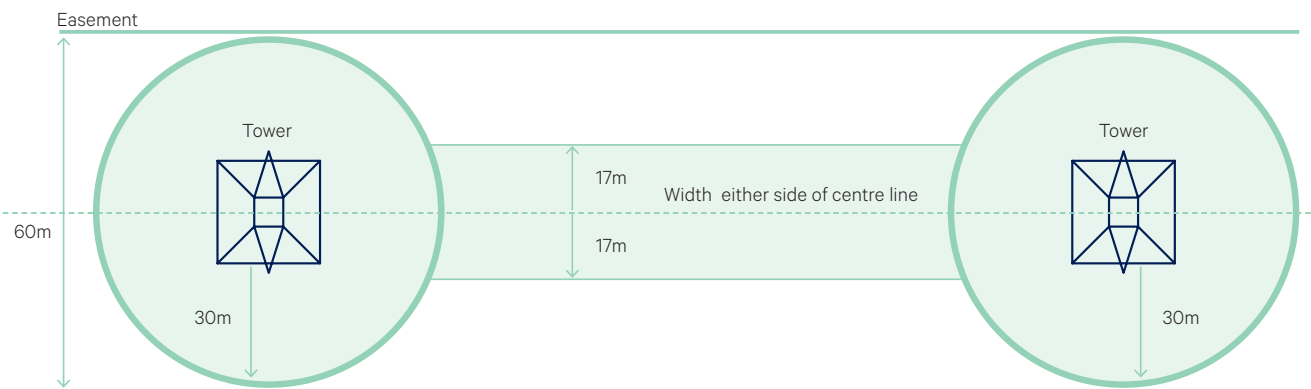 Easement
Tower
Tower
17m
Width  either side of centre line
60m
17m
30m
30m